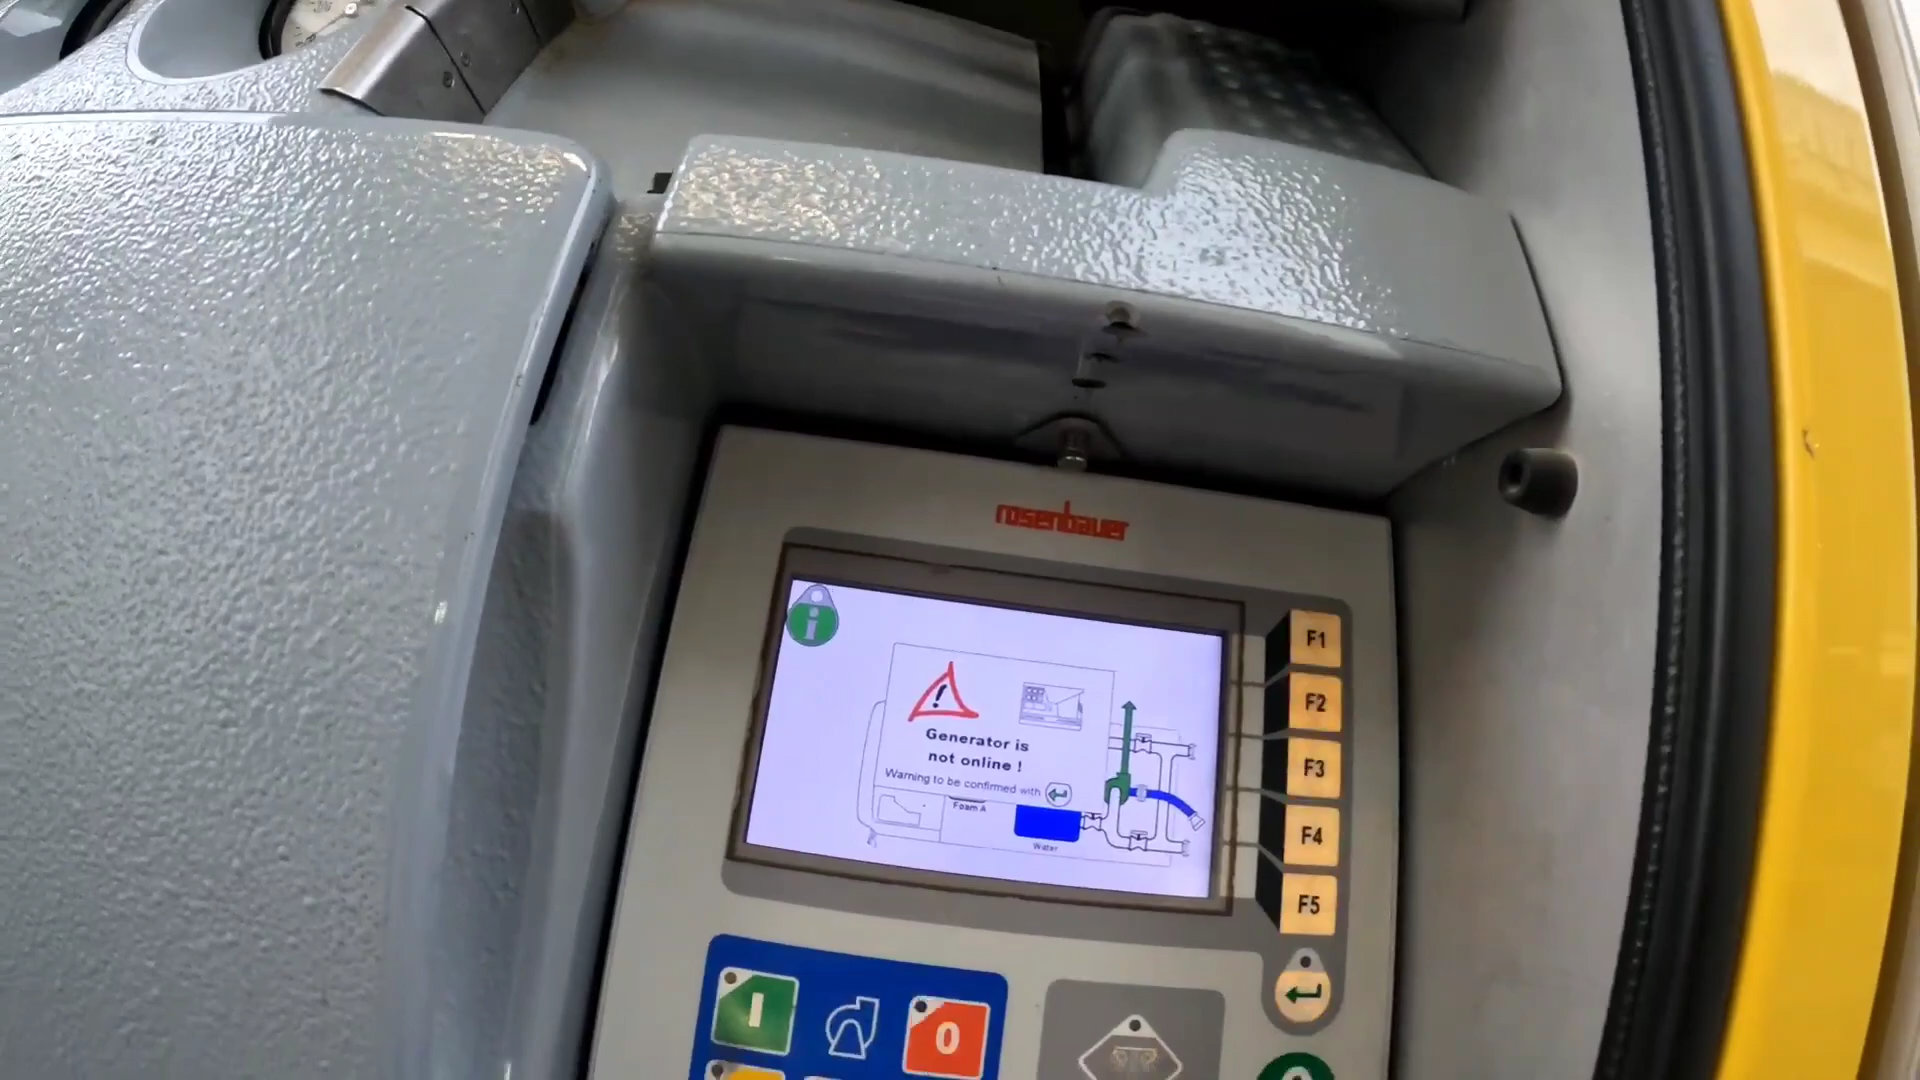 rosenbauer
i
F1
!
Generator is
not online !
Warning to be confirmed with
F2
F3
Foam A
Water
F4
F5
I
0